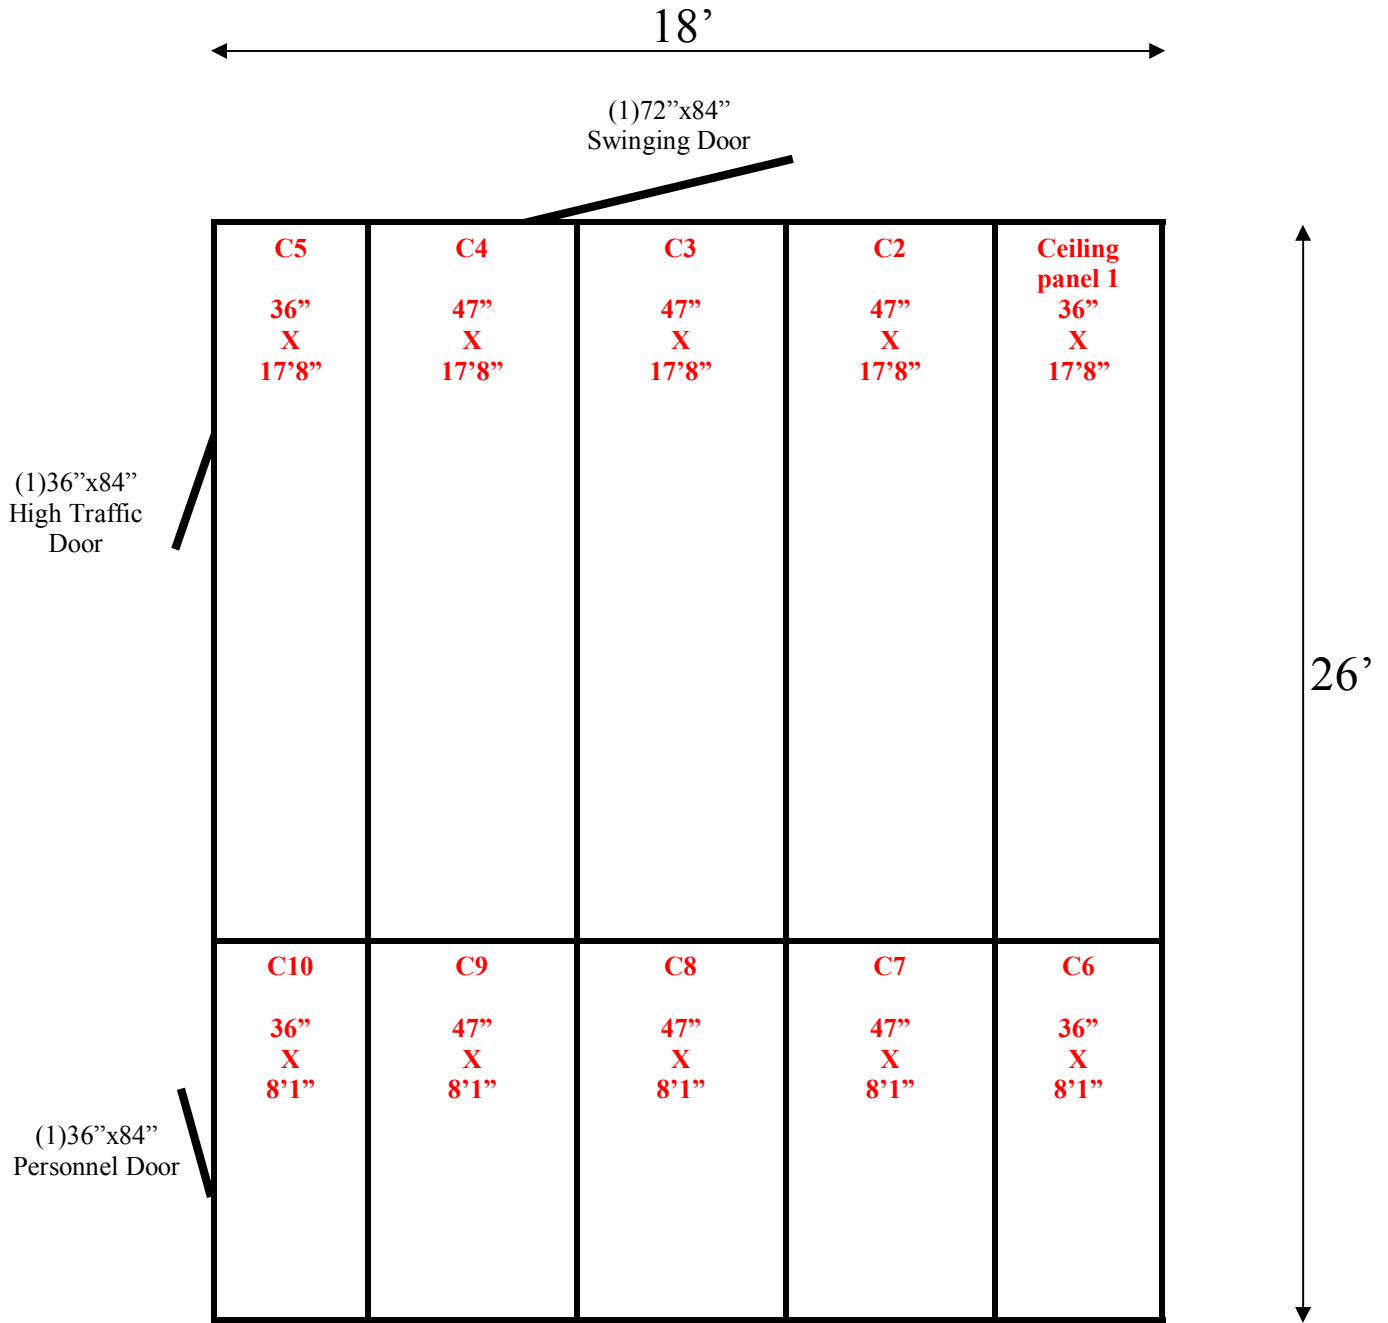 18’
(1)72”x84”
Swinging Door
C5
36”
X
17’8”
C4
47”
X
17’8”
C3
47”
X
17’8”
C2
47”
X
17’8”
Ceiling
panel 1
36”
X
17’8”
(1)36”x84”
High Traffic
Door
26’
C10
36”
X
8’1”
C9
47”
X
8’1”
C8
47”
X
8’1”
C7
47”
X
8’1”
C6
36”
X
8’1”
(1)36”x84”
Personnel Door